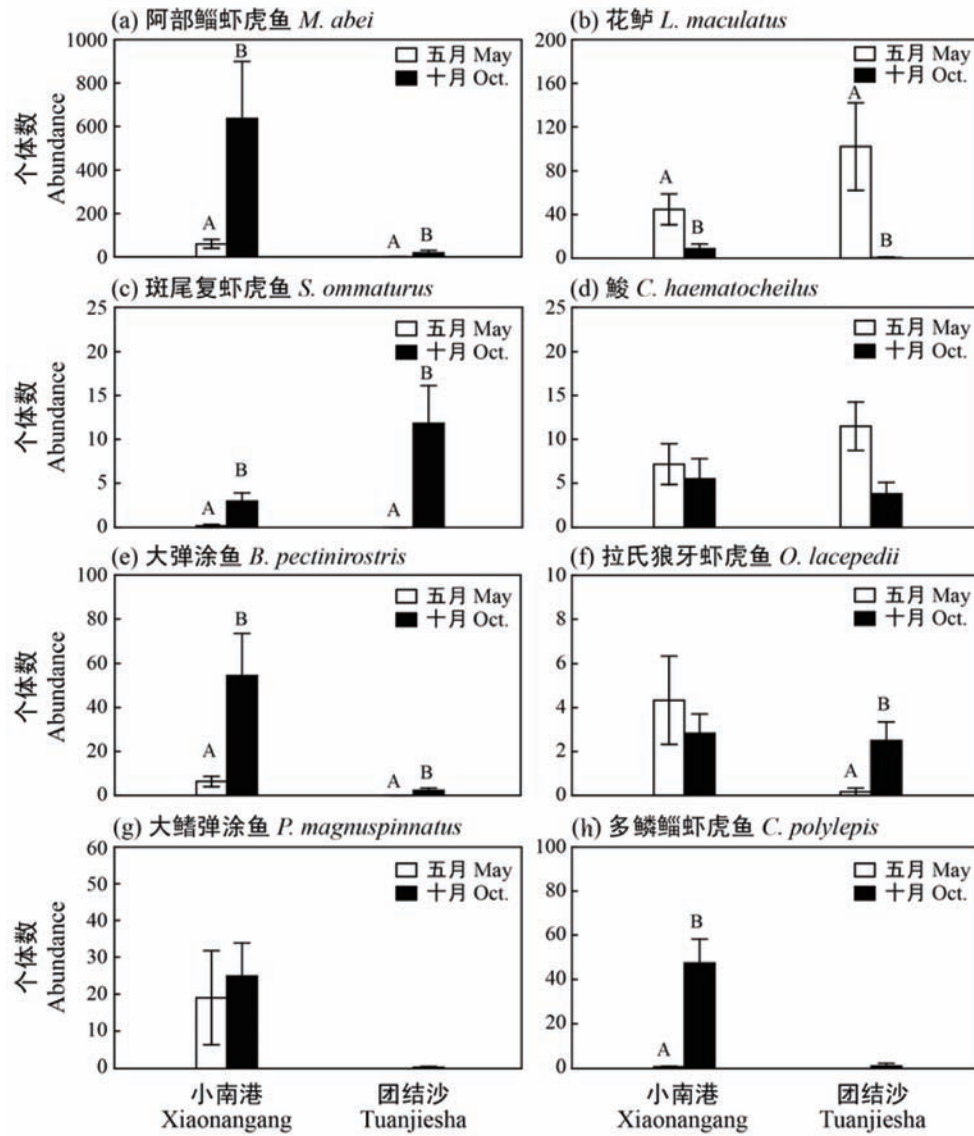 (a) 阿部鲻虾虎鱼 M. abei
1000
800
600
400
200
0
个体数
Abundance
五月 May
十月 Oct.
A
B
A
B
(b) 花鲈 L. maculatus
200
160
120
80
40
0
五月 May
十月 Oct.
A
B
A
B
(c) 斑尾复虾虎鱼 S. ommaturus
25
20
15
10
5
0
个体数
Abundance
五月 May
十月 Oct.
A
B
A
B
(d) 鮻 C. haematocheilus
25
20
15
10
5
0
五月 May
十月 Oct.
(e) 大弹涂鱼 B. pectinirostris
100
80
60
40
20
0
个体数
Abundance
五月 May
十月 Oct.
A
B
A
B
(f) 拉氏狼牙虾虎鱼 O. lacepedii
10
8
6
4
2
0
五月 May
十月 Oct.
A
B
(g) 大鳍弹涂鱼 P. magnuspinnatus
60
50
40
30
20
10
0
个体数
Abundance
五月 May
十月 Oct.
小南港
Xiaonangang
团结沙
Tuanjiesha
(h) 多鳞鲻虾虎鱼 C. polylepis
100
80
60
40
20
0
五月 May
十月 Oct.
A
B
小南港
Xiaonangang
团结沙
Tuanjiesha